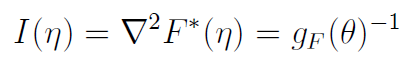 I(η) = ∇²F*(η) = g_F(θ)⁻¹